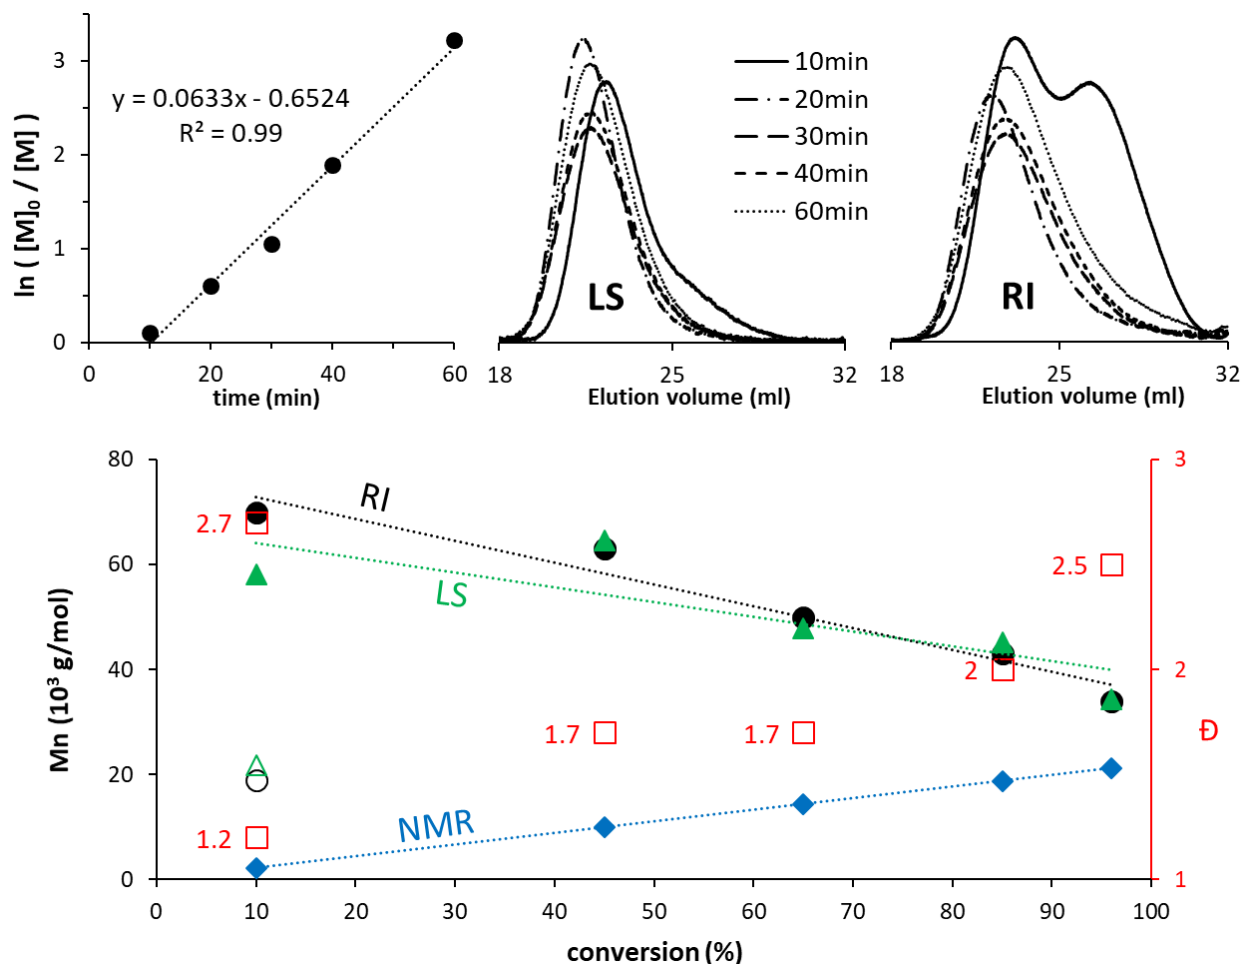 ln ( [M]₀ / [M] )
3
2
1
0
y = 0.0633x - 0.6524
R² = 0.99
0
20
40
60
time (min)
LS
18
25
32
Elution volume (ml)
10min
20min
30min
40min
60min
RI
18
25
32
Elution volume (ml)
Mn (10³ g/mol)
80
60
40
20
0
RI
LS
NMR
2.7
1.2
1.7
1.7
2
2.5
3
2
1
Đ
0
10
20
30
40
50
60
70
80
90
100
conversion (%)